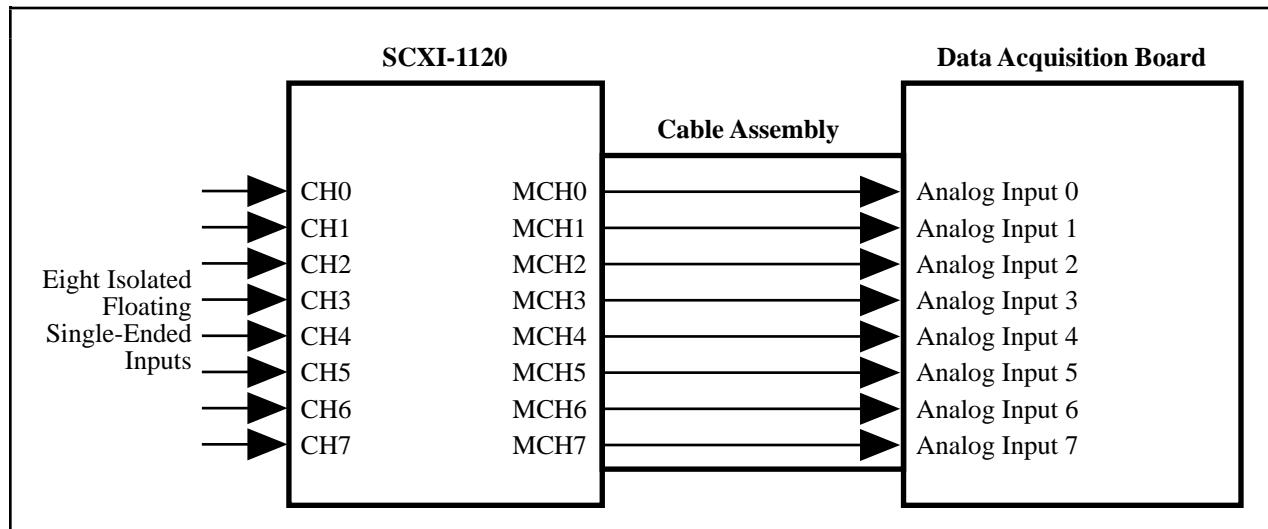 SCXI-1120
Data Acquisition Board
Cable Assembly
Eight Isolated
Floating
Single-Ended
Inputs
CH0
CH1
CH2
CH3
CH4
CH5
CH6
CH7
MCH0
MCH1
MCH2
MCH3
MCH4
MCH5
MCH6
MCH7
Analog Input 0
Analog Input 1
Analog Input 2
Analog Input 3
Analog Input 4
Analog Input 5
Analog Input 6
Analog Input 7